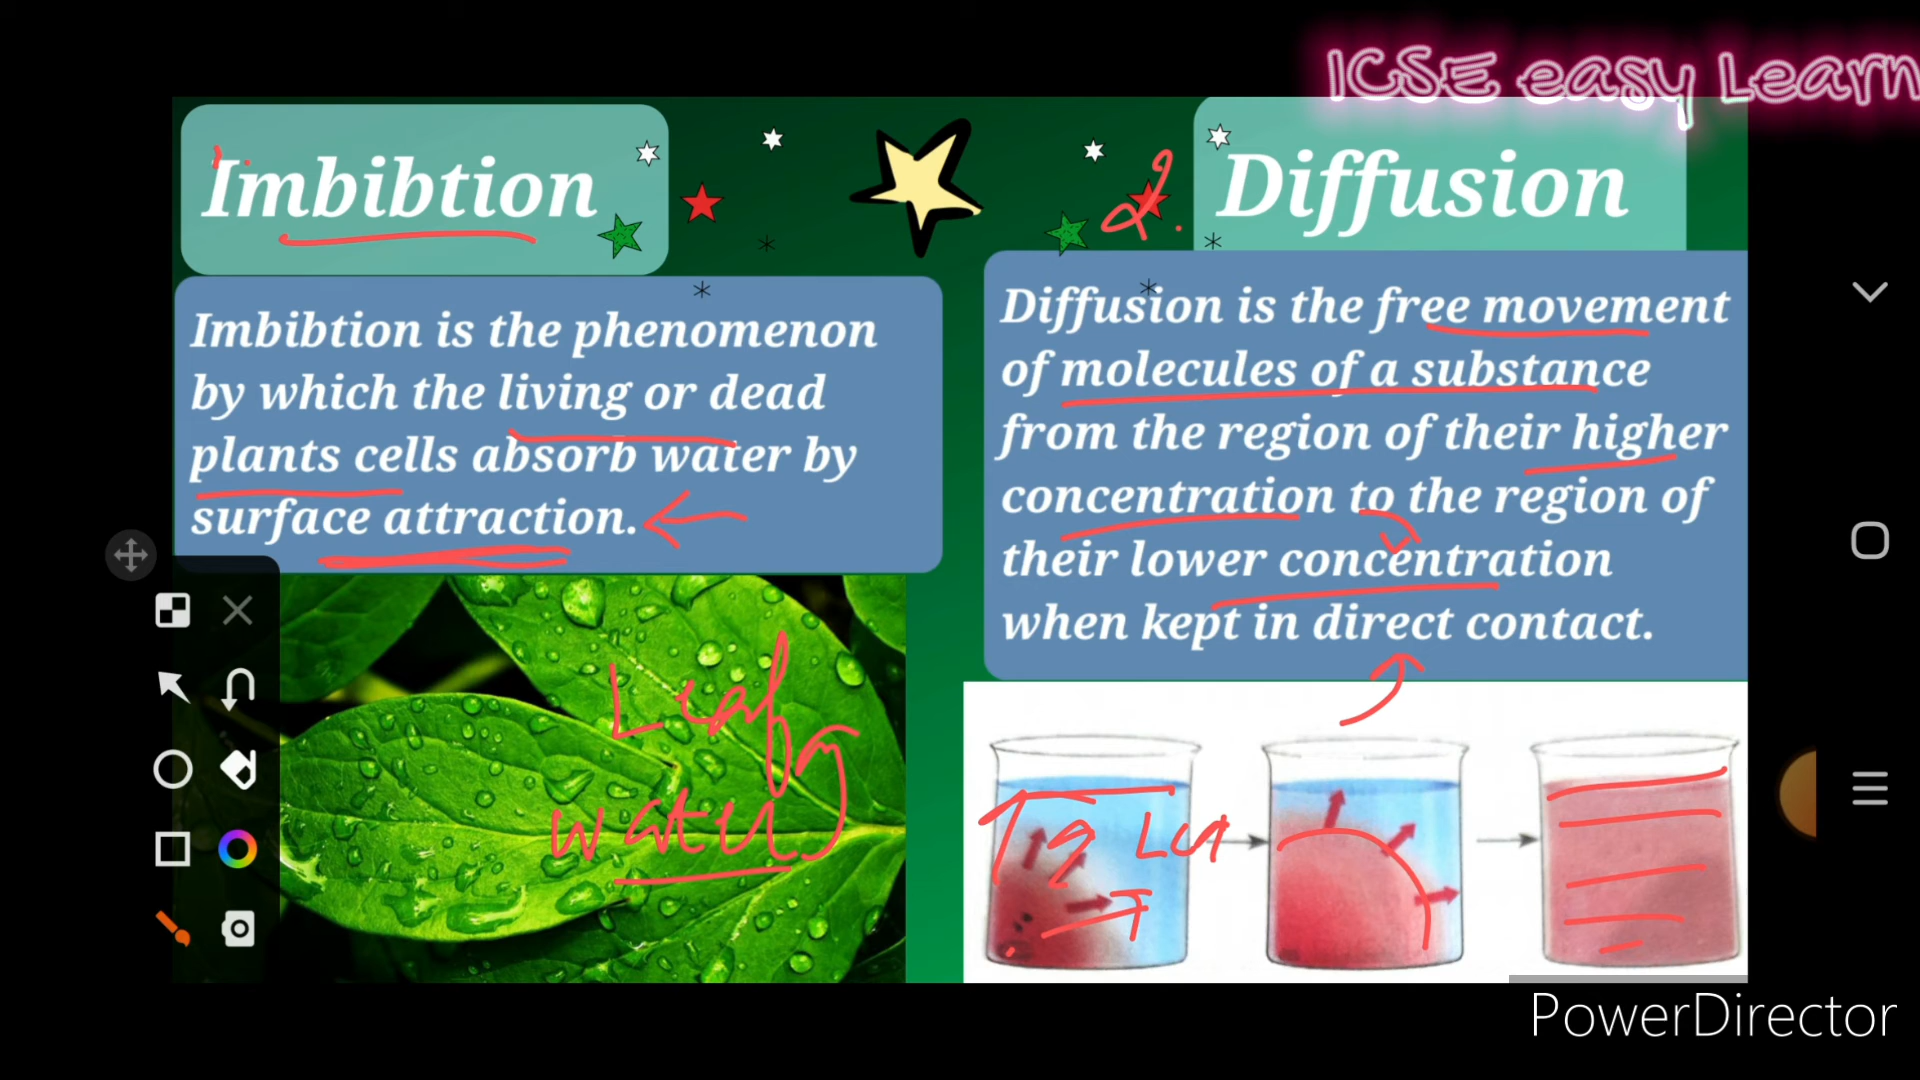 ICSE easy Learn
1.
Imbibtion
2.
Diffusion
Imbibtion is the phenomenon
by which the living or dead
plants cells absorb water by
surface attraction.
Diffusion is the free movement
of molecules of a substance
from the region of their higher
concentration to the region of
their lower concentration
when kept in direct contact.
Leaf
water
PowerDirector